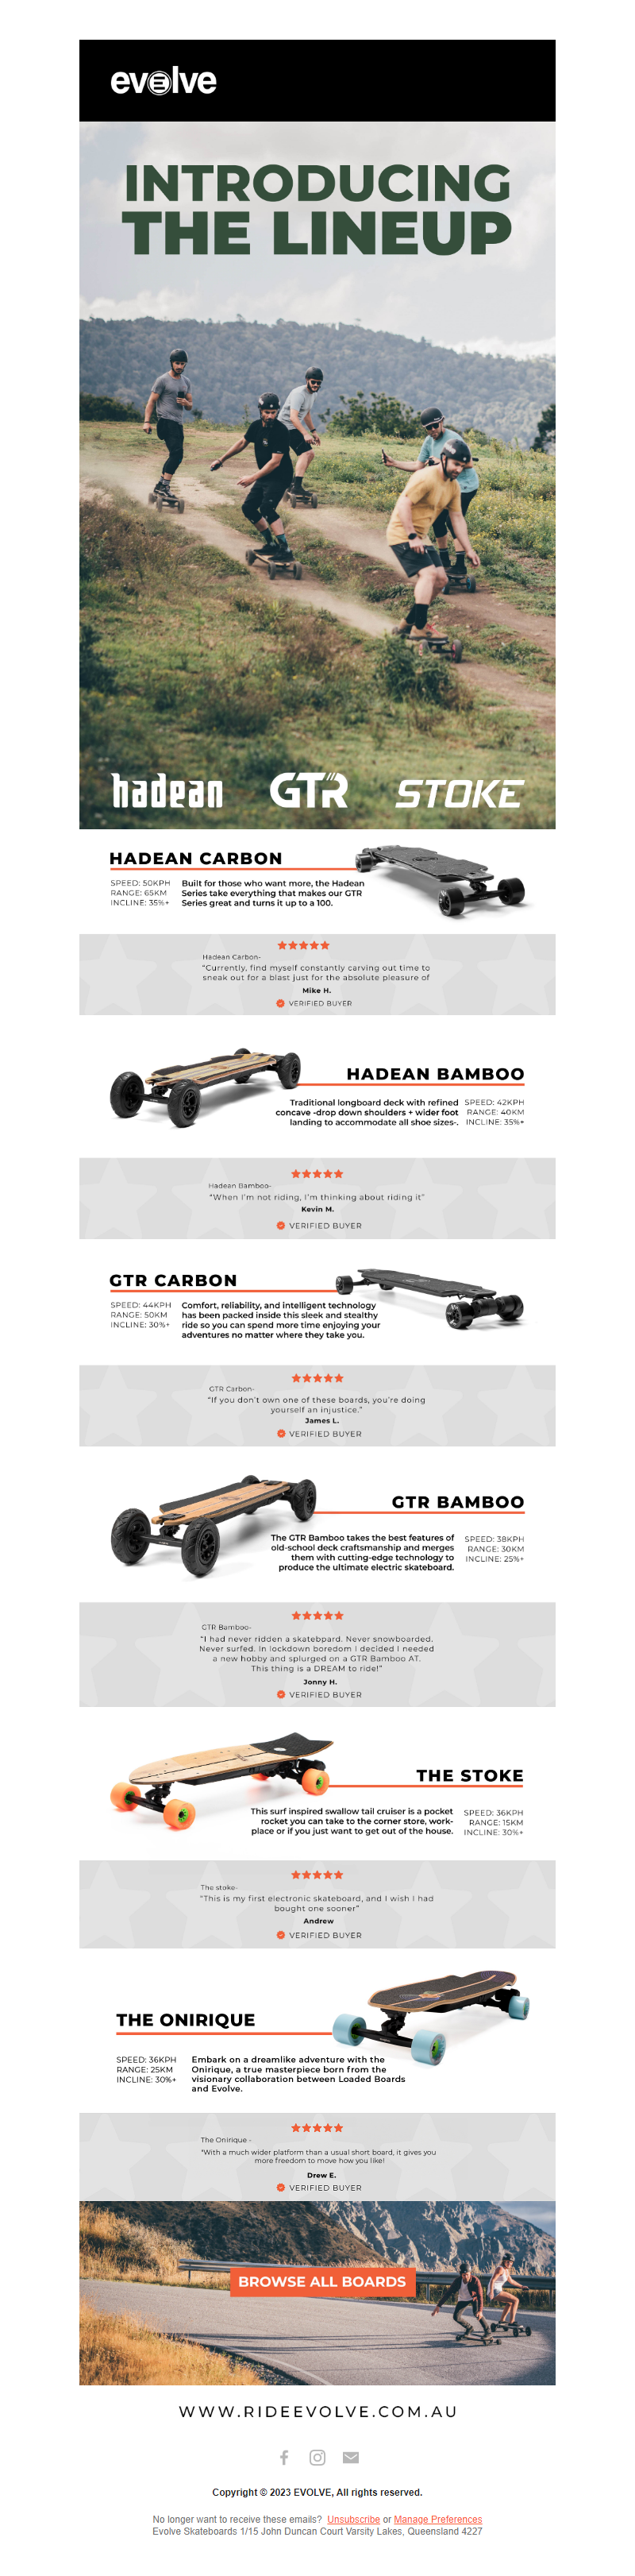 evolve
INTRODUCING
THE LINEUP
hadean GTR STOKE
HADEAN CARBON
SPEED: 50KPH
RANGE: 65KM
INCLINE: 35%+
Built for those who want more, the Hadean
Series take everything that makes our GTR
Series great and turns it up to a 100.
Hadean Carbon-
"Currently, find myself constantly carving out time to
sneak out for a blast just for the absolute pleasure of
Mike H.
VERIFIED BUYER
HADEAN BAMBOO
Traditional longboard deck with refined
concave -drop down shoulders + wider foot
landing to accommodate all shoe sizes-.
SPEED: 42KPH
RANGE: 40KM
INCLINE: 35%+
Hadean Bamboo-
"When I'm not riding, I'm thinking about riding it"
Kevin M.
VERIFIED BUYER
GTR CARBON
SPEED: 44KPH
RANGE: 50KM
INCLINE: 30%+
Comfort, reliability, and intelligent technology
has been packed inside this sleek and stealthy
ride so you can spend more time enjoying your
adventures no matter where they take you.
GTR Carbon-
"If you don't own one of these boards, you're doing
yourself an injustice."
James L.
VERIFIED BUYER
GTR BAMBOO
The GTR Bamboo takes the best features of
old-school deck craftsmanship and merges
them with cutting-edge technology to
produce the ultimate electric skateboard.
SPEED: 38KPH
RANGE: 30KM
INCLINE: 25%+
GTR Bamboo-
"I had never ridden a skatebpard. Never snowboarded.
Never surfed. In lockdown boredom I decided I needed
a new hobby and splurged on a GTR Bamboo AT.
This thing is a DREAM to ride!"
Jonny H.
VERIFIED BUYER
THE STOKE
This surf inspired swallow tail cruiser is a pocket
rocket you can take to the corner store, work-
place or if you just want to get out of the house.
SPEED: 36KPH
RANGE: 15KM
INCLINE: 30%+
The stoke-
"This is my first electronic skateboard, and I wish I had
bought one sooner"
Andrew
VERIFIED BUYER
THE ONIRIQUE
SPEED: 36KPH
RANGE: 25KM
INCLINE: 30%+
Embark on a dreamlike adventure with the
Onirique, a true masterpiece born from the
visionary collaboration between Loaded Boards
and Evolve.
The Onirique -
"With a much wider platform than a usual short board, it gives you
more freedom to move how you like!
Drew E.
VERIFIED BUYER
BROWSE ALL BOARDS
WWW.RIDEEVOLVE.COM.AU
Copyright © 2023 EVOLVE, All rights reserved.
No longer want to receive these emails? Unsubscribe or Manage Preferences
Evolve Skateboards 1/15 John Duncan Court Varsity Lakes, Queensland 4227